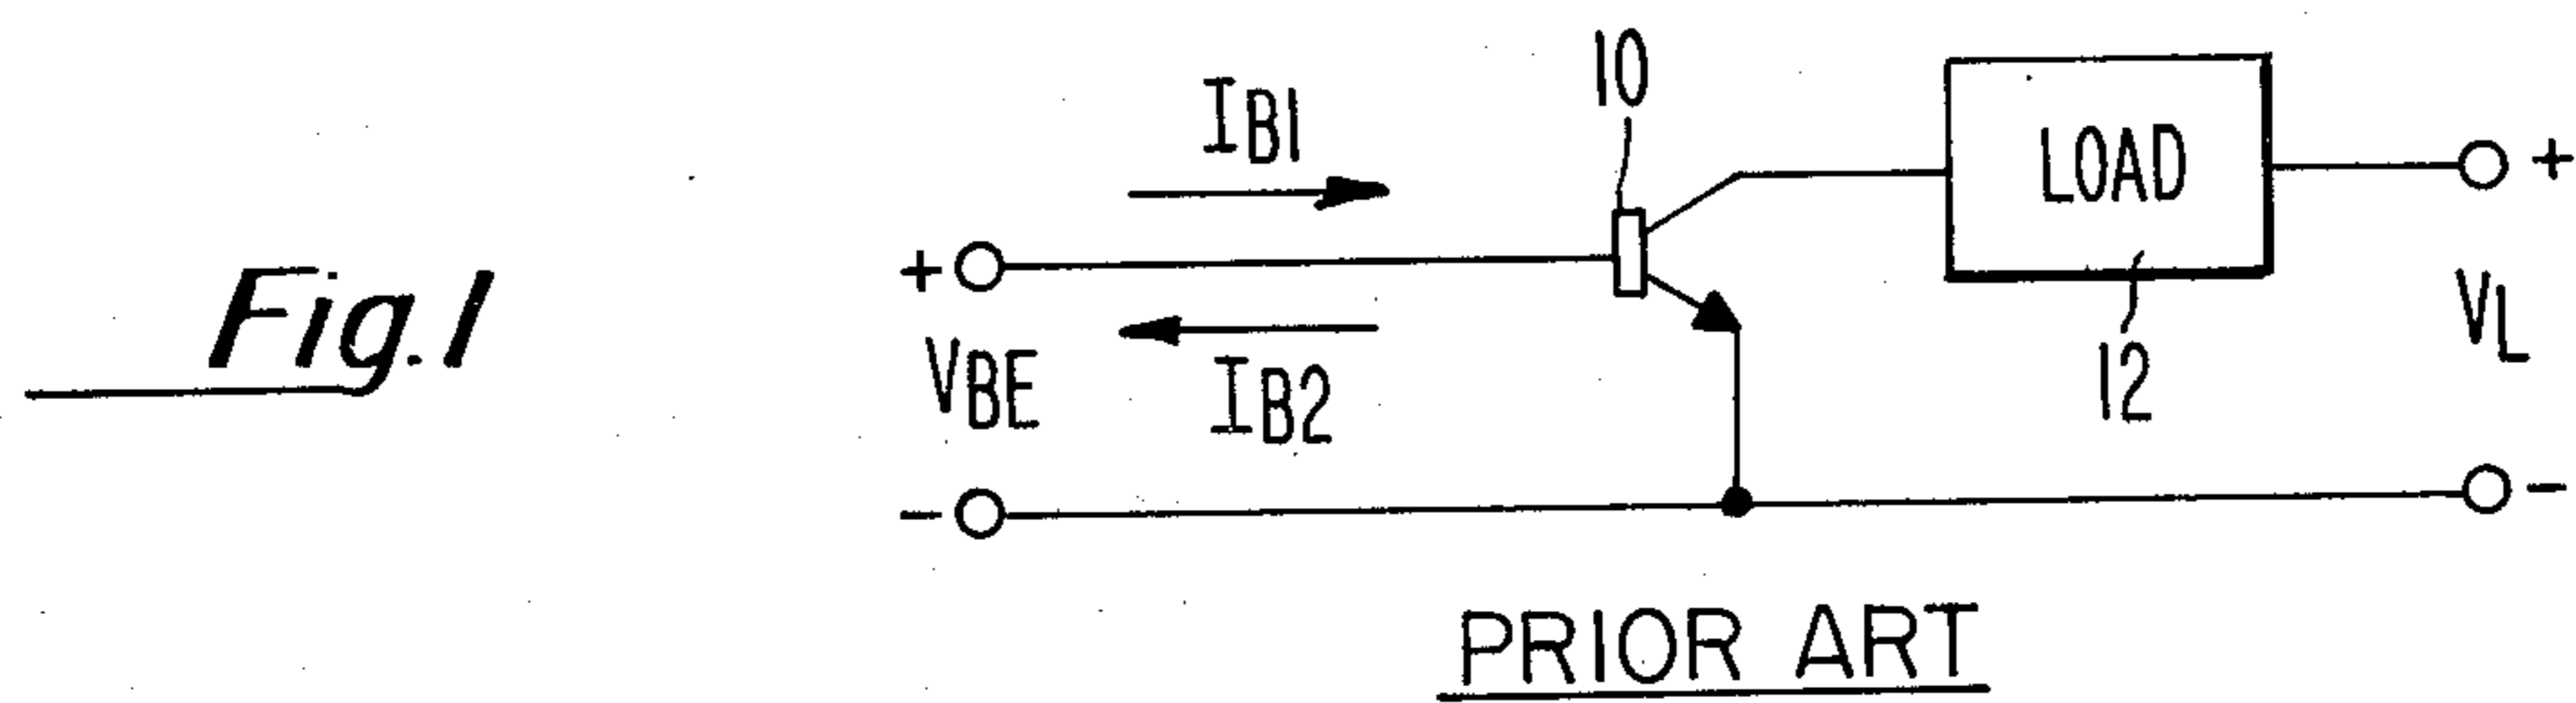 Fig. 1
IB1
10
LOAD
+
+
VBE
IB2
12
VL
-
-
PRIOR ART